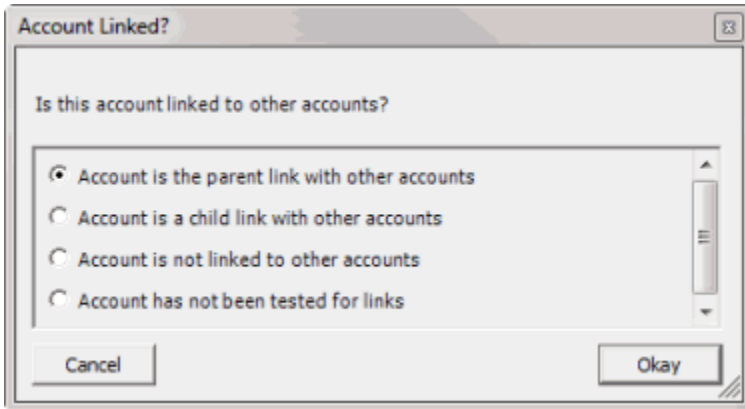 Account Linked?
Is this account linked to other accounts?
Account is the parent link with other accounts
Account is a child link with other accounts
Account is not linked to other accounts
Account has not been tested for links
Cancel
Okay